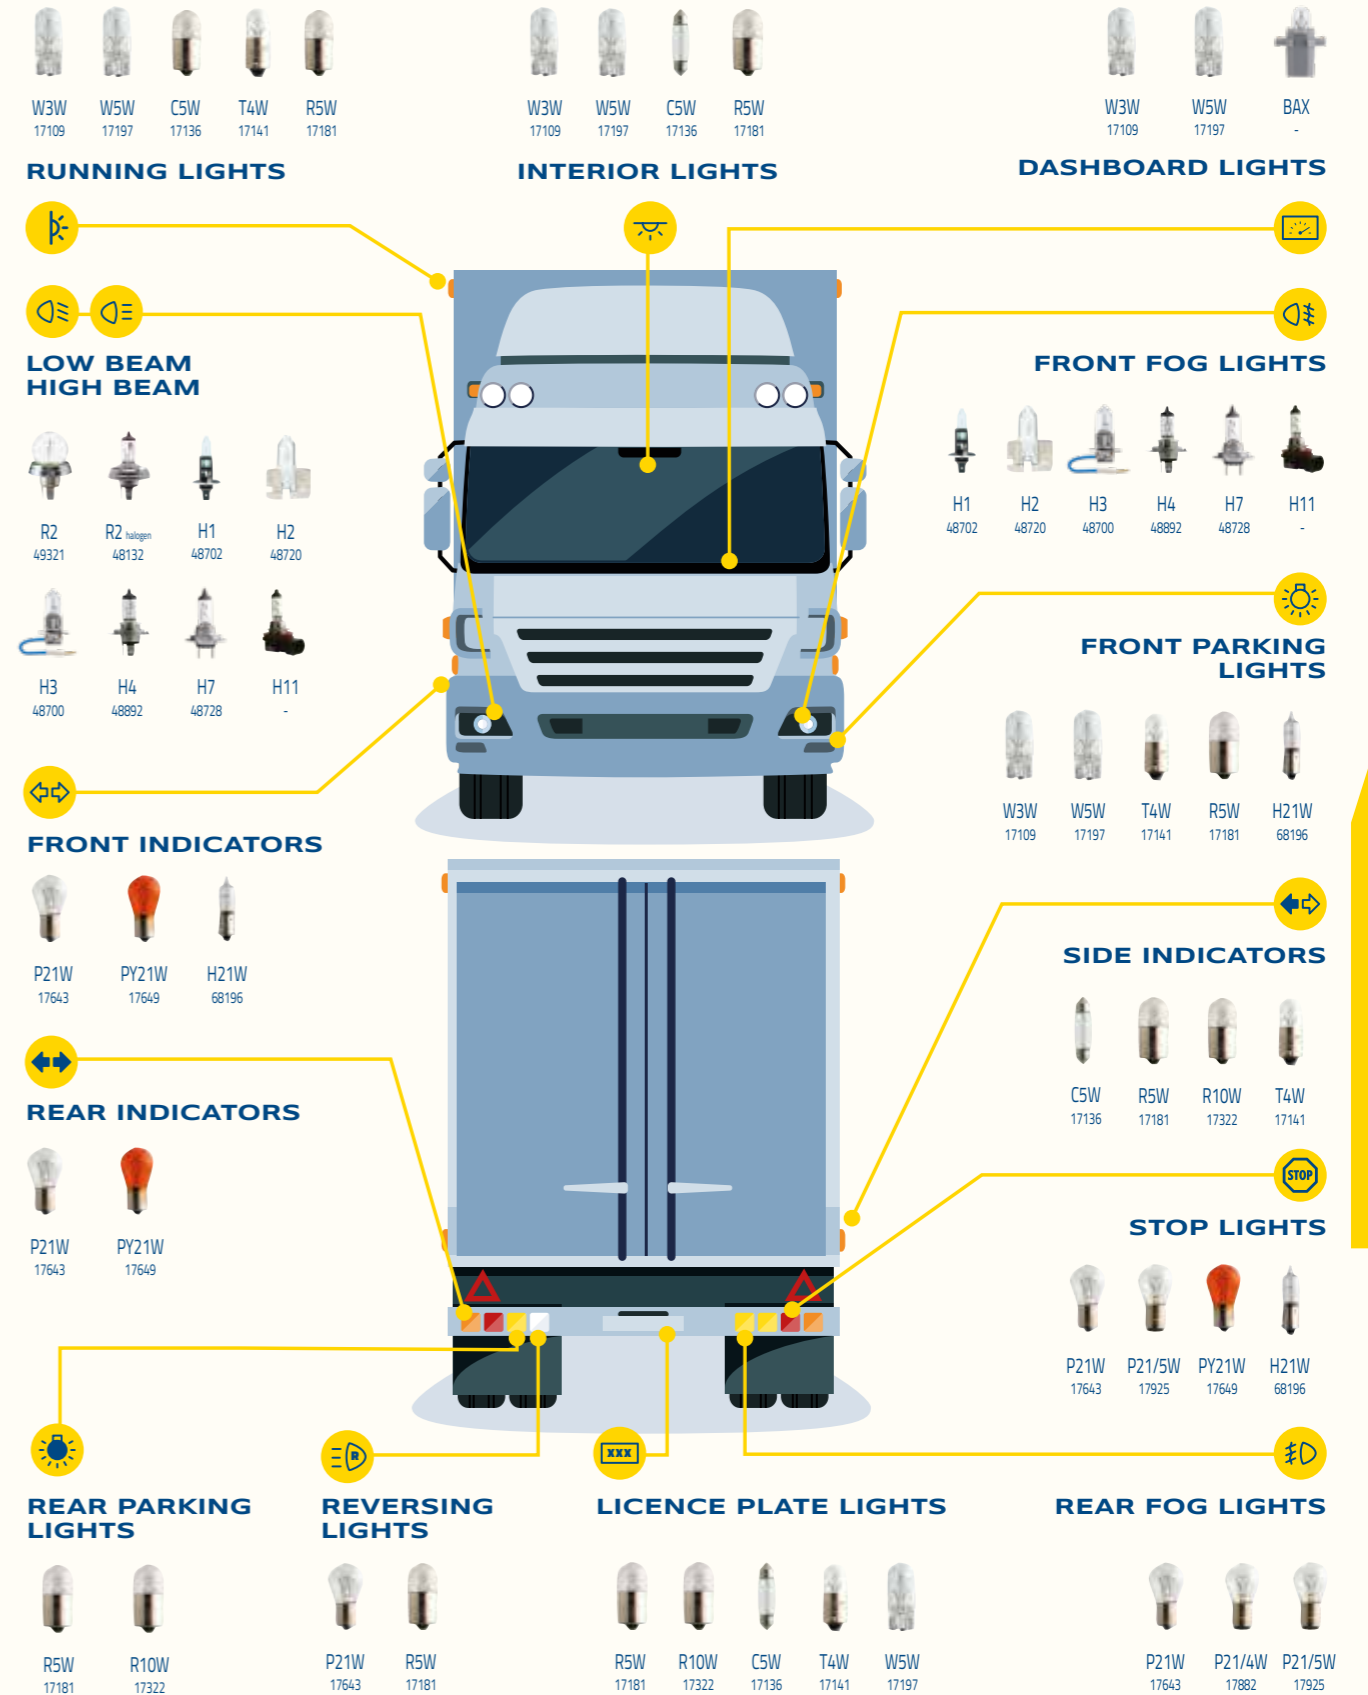 W3W W5W C5W T4W R5W
17109 17197 17136 17141 17181
RUNNING LIGHTS
W3W W5W C5W R5W
17109 17197 17136 17181
INTERIOR LIGHTS
W3W W5W BAX
17109 17197 -
DASHBOARD LIGHTS
LOW BEAM
HIGH BEAM
R2 R2 halogen H1 H2
49321 48132 48702 48720
H3 H4 H7 H11
48700 48892 48728 -
FRONT FOG LIGHTS
H1 H2 H3 H4 H7 H11
48702 48720 48700 48892 48728 -
FRONT PARKING
LIGHTS
W3W W5W T4W R5W H21W
17109 17197 17141 17181 68196
FRONT INDICATORS
P21W PY21W H21W
17643 17649 68196
SIDE INDICATORS
C5W R5W R10W T4W
17136 17181 17322 17141
REAR INDICATORS
P21W PY21W
17643 17649
STOP
STOP LIGHTS
P21W P21/5W PY21W H21W
17643 17925 17649 68196
REAR PARKING
LIGHTS
R5W R10W
17181 17322
R
REVERSING
LIGHTS
P21W R5W
17643 17181
XXX
LICENCE PLATE LIGHTS
R5W R10W C5W T4W W5W
17181 17322 17136 17141 17197
REAR FOG LIGHTS
P21W P21/4W P21/5W
17643 17882 17925